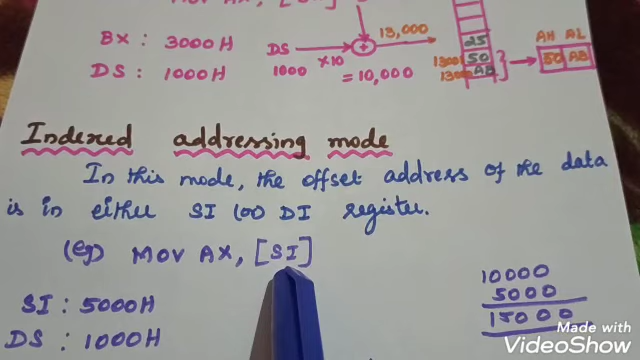 MOV AX, [
BX : 3000H
DS : 1000H
DS
1000
×10
+
13,000
= 10,000
25
13001 50
13000 AB
AH AL
50 AB
Indexed addressing mode
In this mode, the offset address of the data
is in either SI (or) DI register.
(eg) MOV AX, [SI]
SI : 5000H
DS : 1000H
10000
5000
15000
Made with
VideoShow